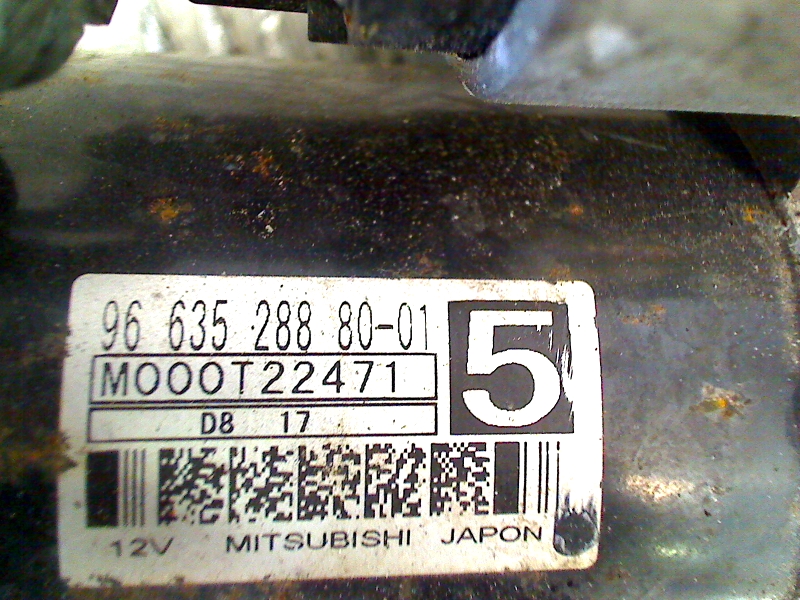 96 635 288 80-01
5
M000T22471
D8 17
12V MITSUBISHI JAPON